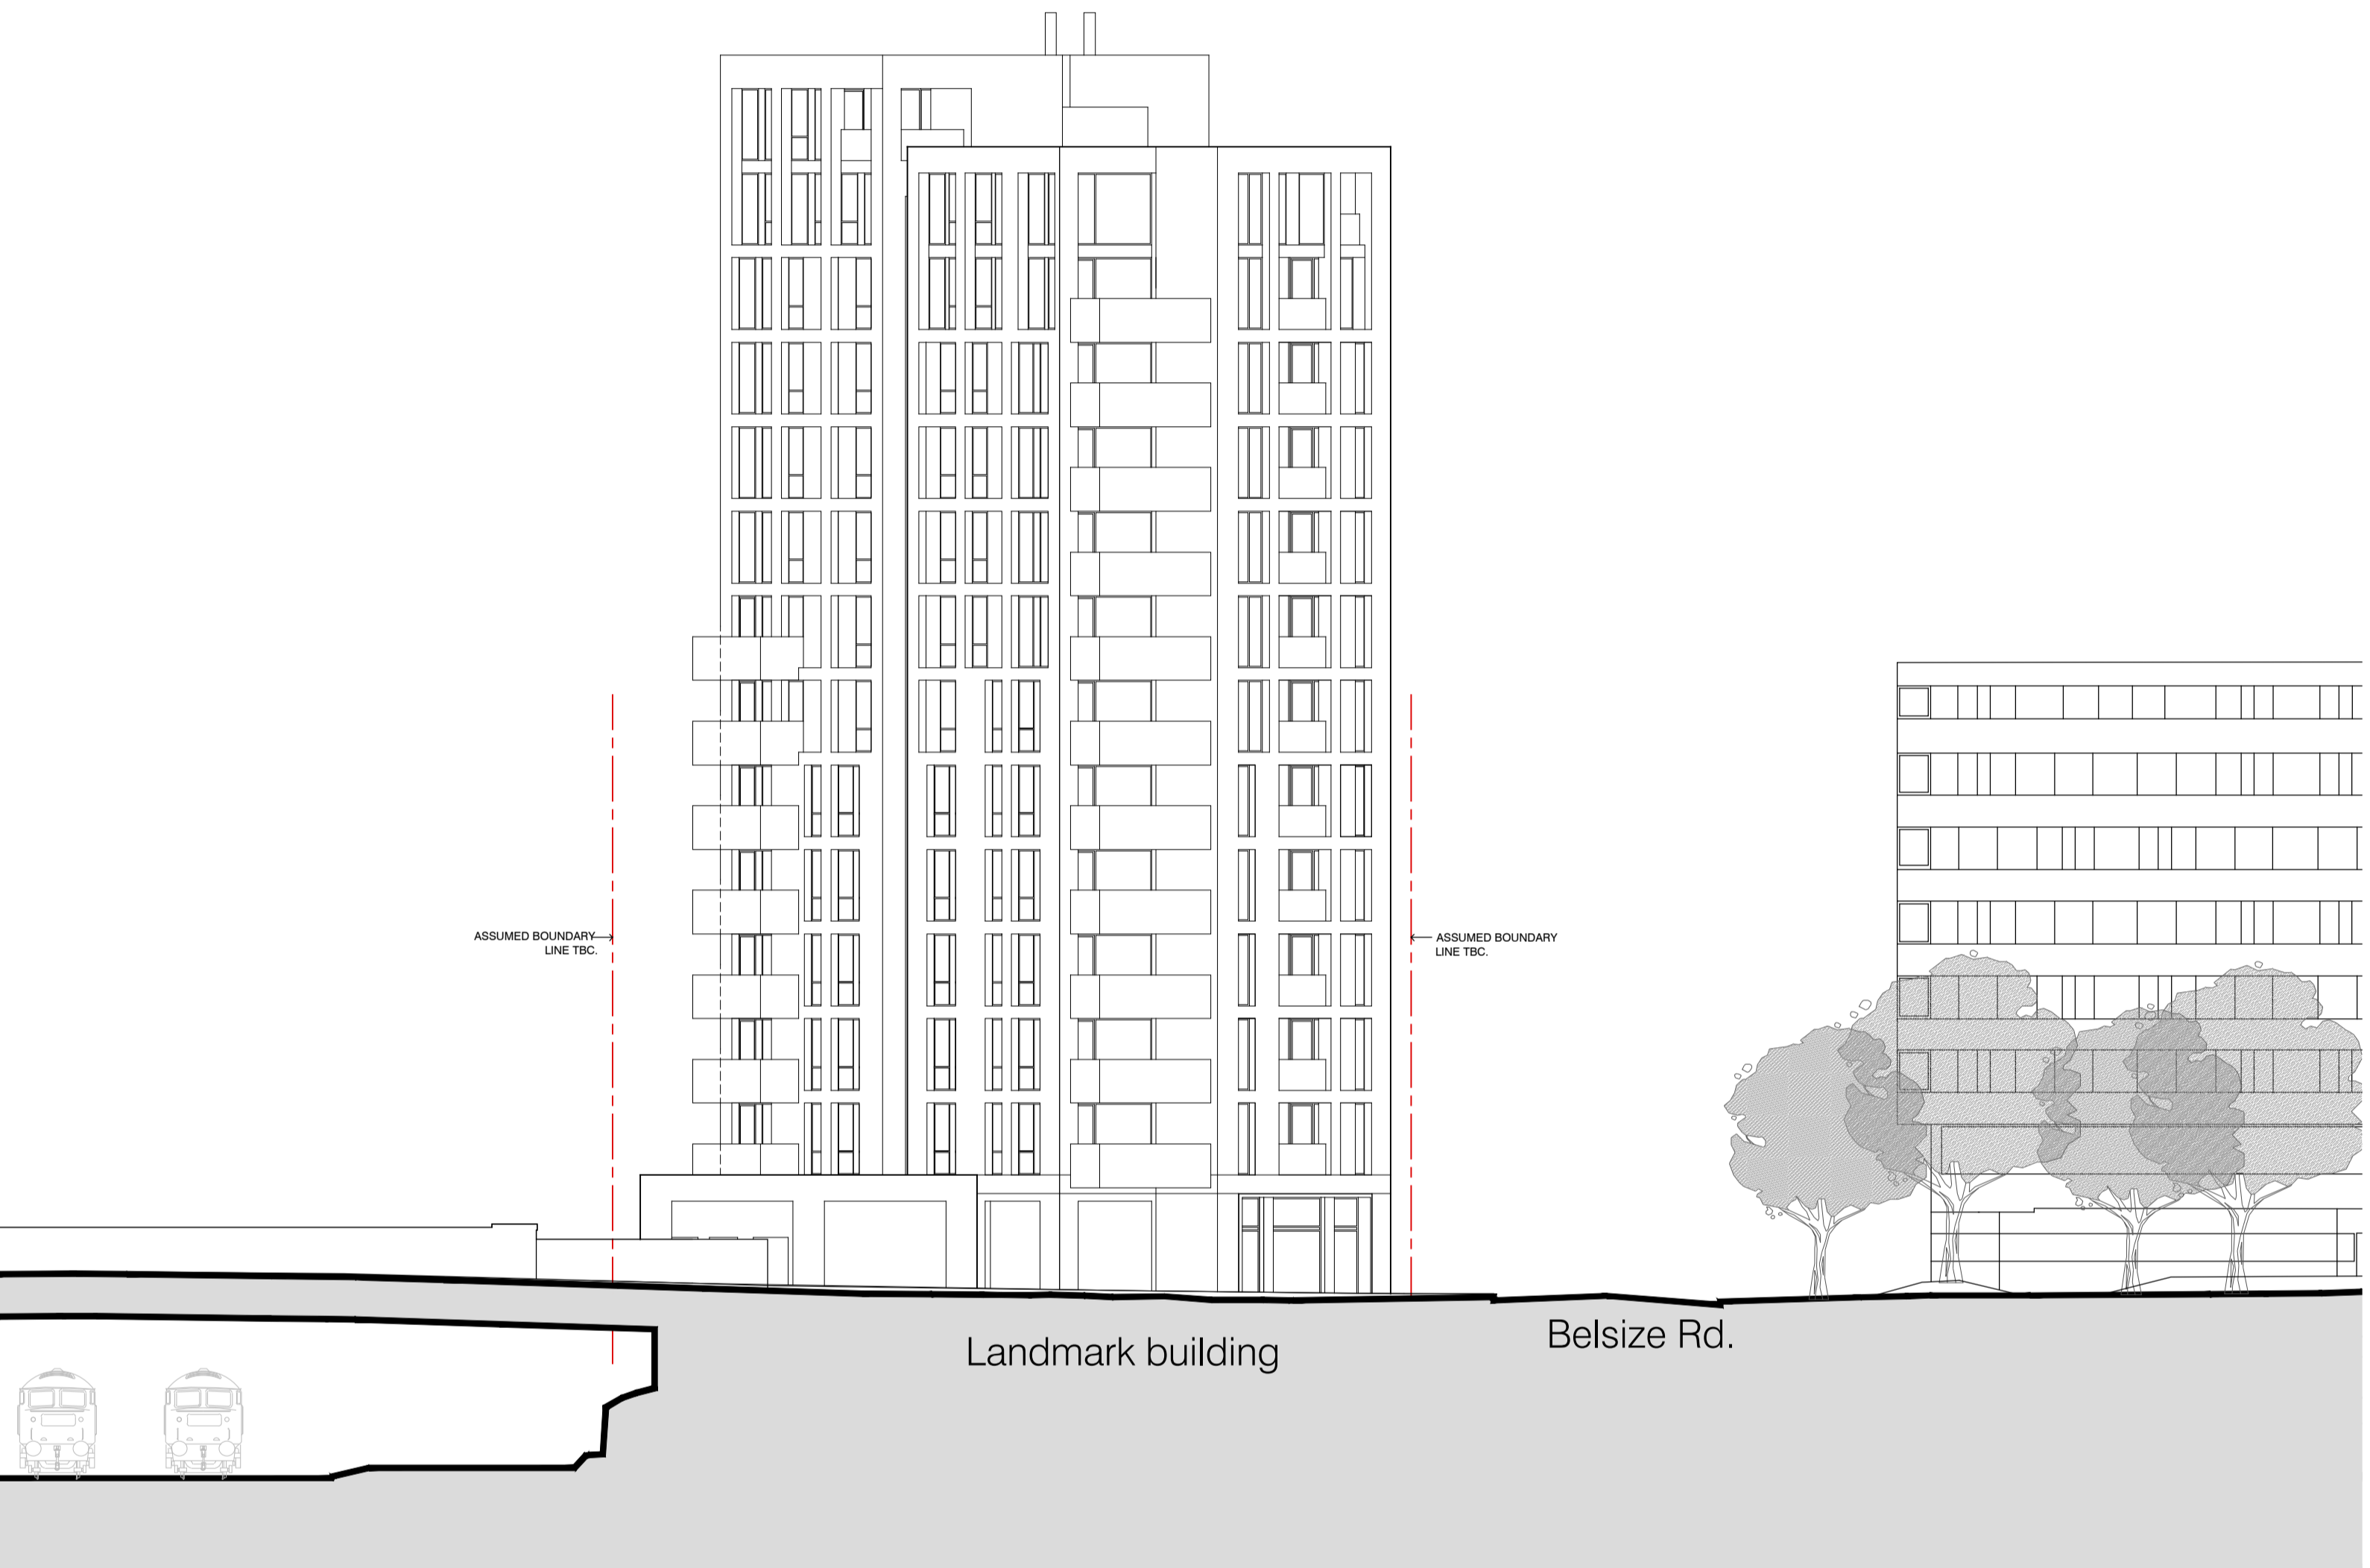 ASSUMED BOUNDARY
LINE TBC.
ASSUMED BOUNDARY
LINE TBC.
Landmark building
Belsize Rd.